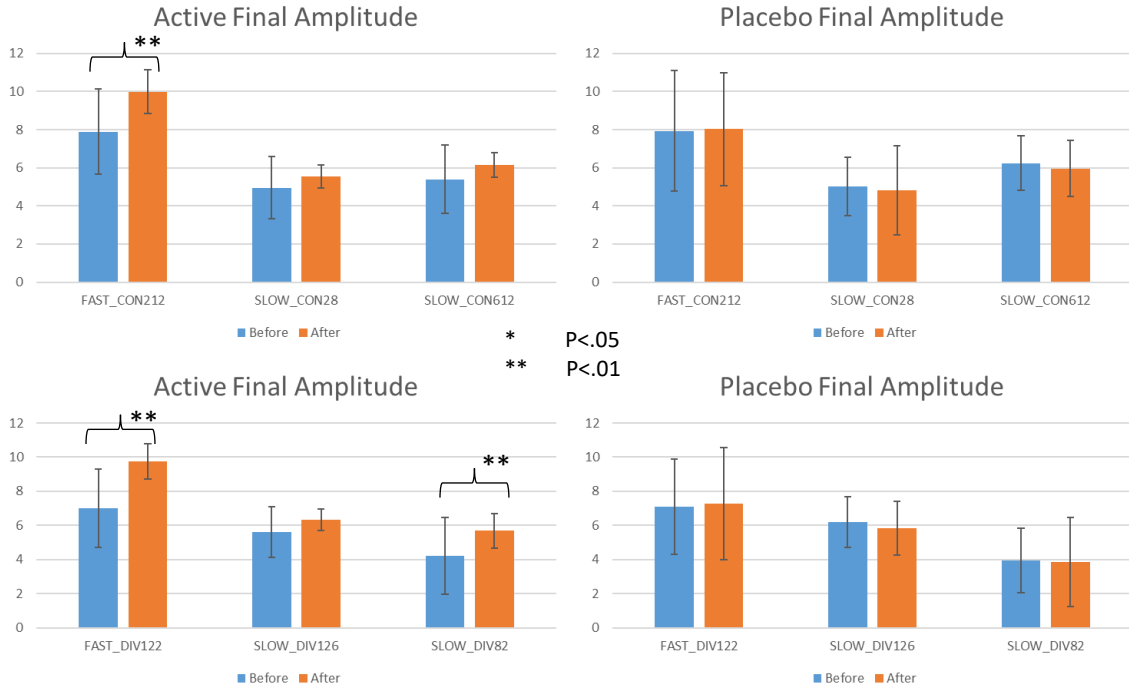 Active Final Amplitude
**
12
10
8
6
4
2
0
FAST_CON212 SLOW_CON28 SLOW_CON612
Before After
Placebo Final Amplitude
12
10
8
6
4
2
0
FAST_CON212 SLOW_CON28 SLOW_CON612
Before After
* P<.05
** P<.01
Active Final Amplitude
**
**
12
10
8
6
4
2
0
FAST_DIV122 SLOW_DIV126 SLOW_DIV82
Before After
Placebo Final Amplitude
12
10
8
6
4
2
0
FAST_DIV122 SLOW_DIV126 SLOW_DIV82
Before After